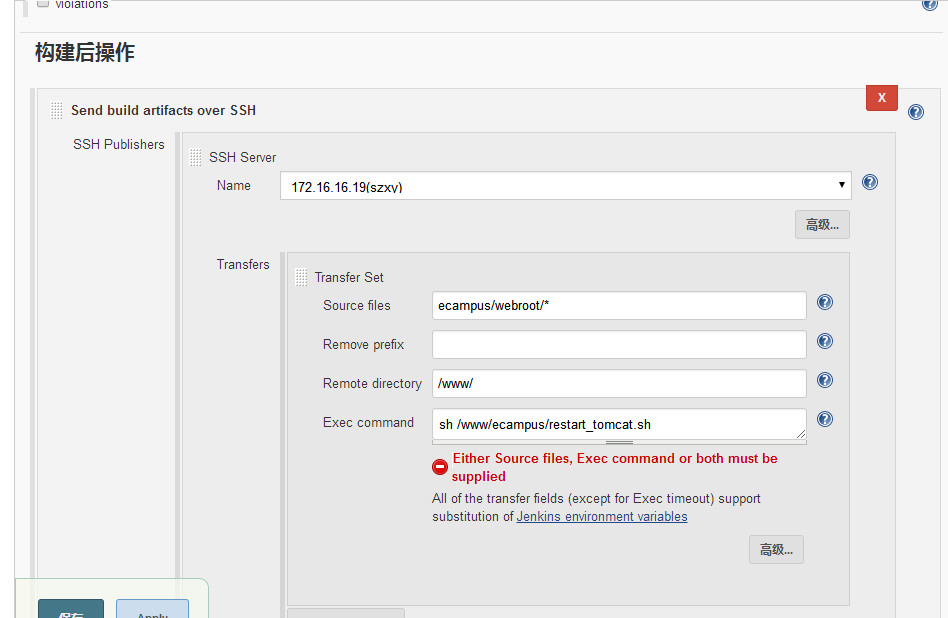 violations
构建后操作
X
Send build artifacts over SSH
SSH Publishers
SSH Server
Name
172.16.16.19(szxy)
高级...
Transfers
Transfer Set
Source files
ecampus/webroot/*
Remove prefix
Remote directory
/www/
Exec command
sh /www/ecampus/restart_tomcat.sh
Either Source files, Exec command or both must be
supplied
All of the transfer fields (except for Exec timeout) support
substitution of Jenkins environment variables
高级...
保存
Apply